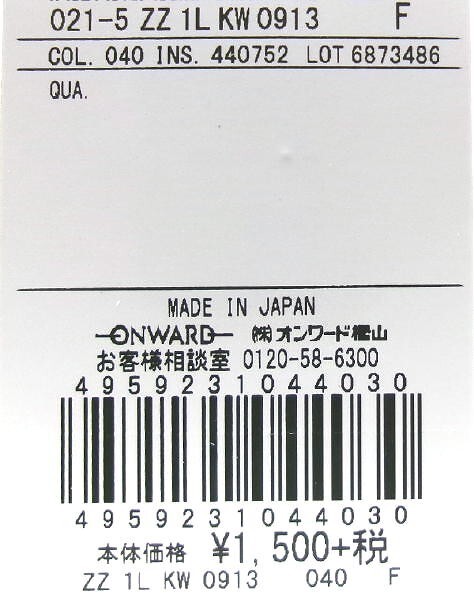 021-5 ZZ 1L KW 0913 F
COL. 040 INS. 440752 LOT 6873486
QUA.
MADE IN JAPAN
ONWARD ㈱オンワード樫山
お客様相談室 0120-58-6300
4959231044030
4959231044030
本体価格 ¥1,500+税
ZZ 1L KW 0913 040 F